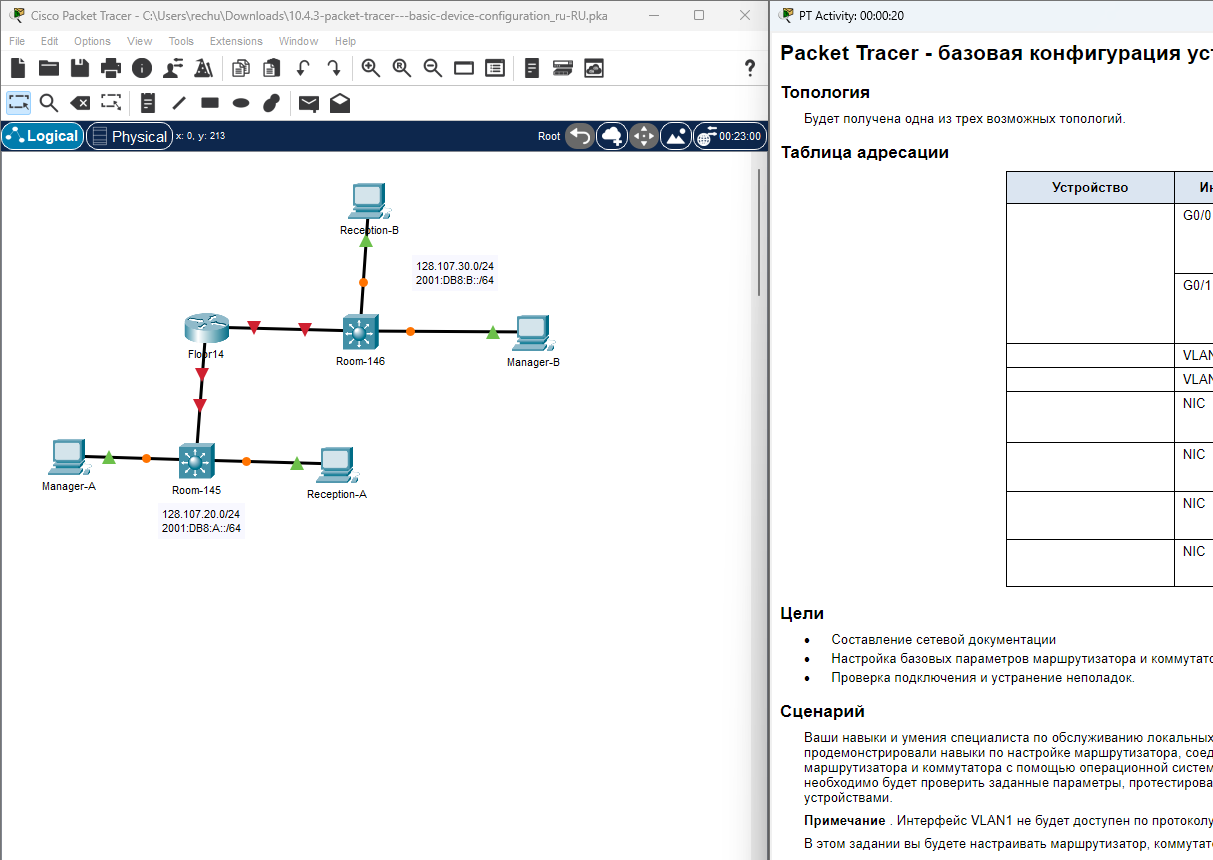 Cisco Packet Tracer - C:\Users\rechu\Downloads\10.4.3-packet-tracer---basic-device-configuration_ru-RU.pka
File Edit Options View Tools Extensions Window Help
Logical
Physical
x: 0, y: 213
Root
00:23:00
Reception-B
128.107.30.0/24
2001:DB8:B::/64
Floor14
Room-146
Manager-B
Manager-A
Room-145
Reception-A
128.107.20.0/24
2001:DB8:A::/64
PT Activity: 00:00:20
Packet Tracer - базовая конфигурация уст
Топология
Будет получена одна из трех возможных топологий.
Таблица адресации
Устройство
Ин
G0/0
G0/1
VLAN
VLAN
NIC
NIC
NIC
NIC
Цели
• Составление сетевой документации
• Настройка базовых параметров маршрутизатора и коммутато
• Проверка подключения и устранение неполадок.
Сценарий
Ваши навыки и умения специалиста по обслуживанию локальных
продемонстрировали навыки по настройке маршрутизатора, соед
маршрутизатора и коммутатора с помощью операционной систем
необходимо будет проверить заданные параметры, протестирова
устройствами.
Примечание . Интерфейс VLAN1 не будет доступен по протоколу
В этом задании вы будете настраивать маршрутизатор, коммутато